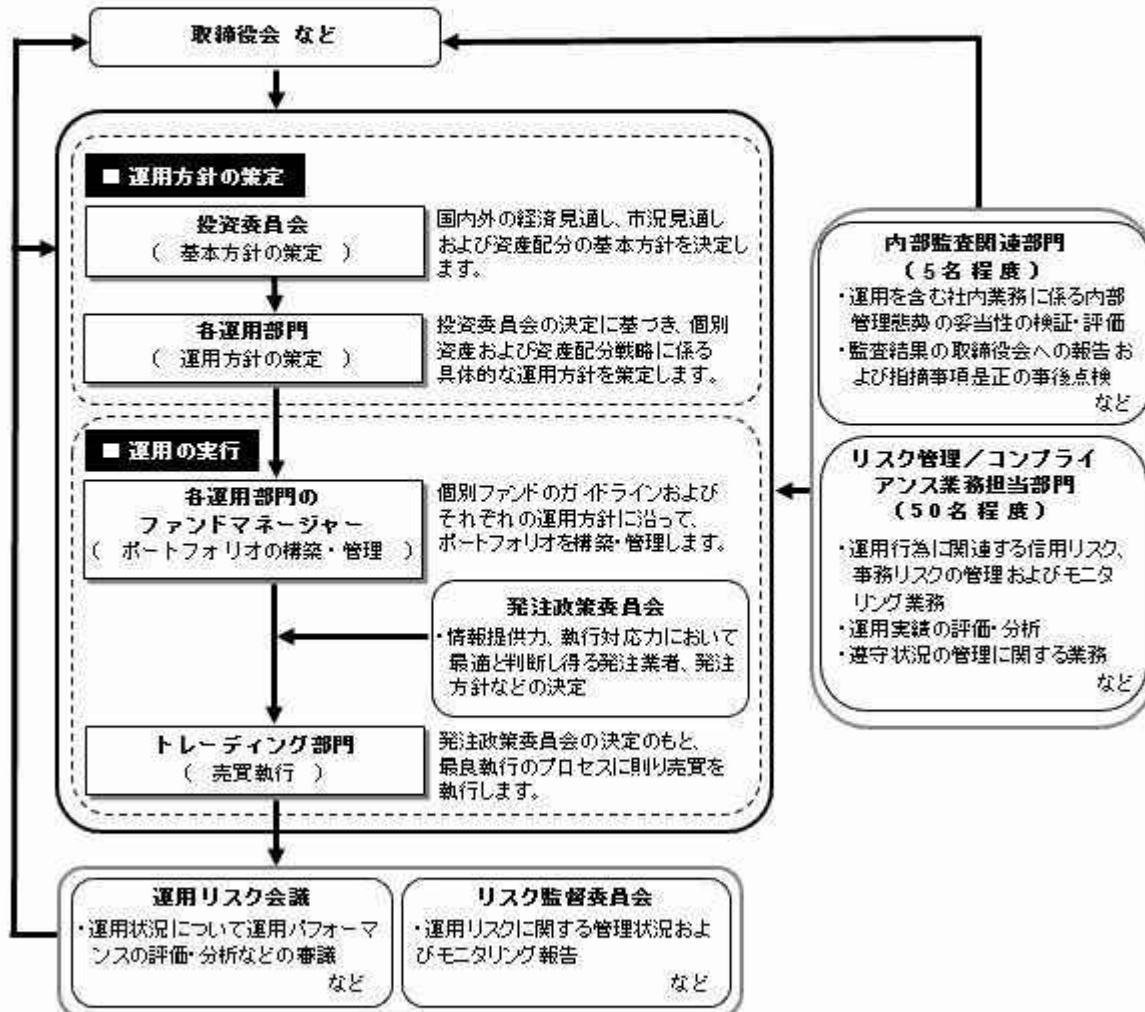 取締役会 など
■ 運用方針の策定
投資委員会
( 基本方針の策定 )
国内外の経済見通し、市況見通し
および資産配分の基本方針を決定し
ます。
各運用部門
( 運用方針の策定 )
投資委員会の決定に基づき、個別
資産および資産配分戦略に係る
具体的な運用方針を策定します。
■ 運用の実行
各運用部門の
ファンドマネージャー
( ポートフォリオの構築・管理 )
個別ファンドのガイドラインおよび
それぞれの運用方針に沿って、
ポートフォリオを構築・管理します。
発注政策委員会
・情報提供力、執行対応力において
最適と判断し得る発注業者、発注
方針などの決定
トレーディング部門
( 売買執行 )
発注政策委員会の決定のもと、
最良執行のプロセスに則り売買を
執行します。
内部監査関連部門
(5名程度)
・運用を含む社内業務に係る内部
管理態勢の妥当性の検証・評価
・監査結果の取締役会への報告お
よび指摘事項是正の事後点検
など
リスク管理/コンプライ
アンス業務担当部門
(50名程度)
・運用行為に関連する信用リスク、
事務リスクの管理およびモニタ
リング業務
・運用実績の評価・分析
・遵守状況の管理に関する業務
など
運用リスク会議
・運用状況について運用パフォーマ
ンスの評価・分析などの審議
など
リスク監督委員会
・運用リスクに関する管理状況およ
びモニタリング報告
など